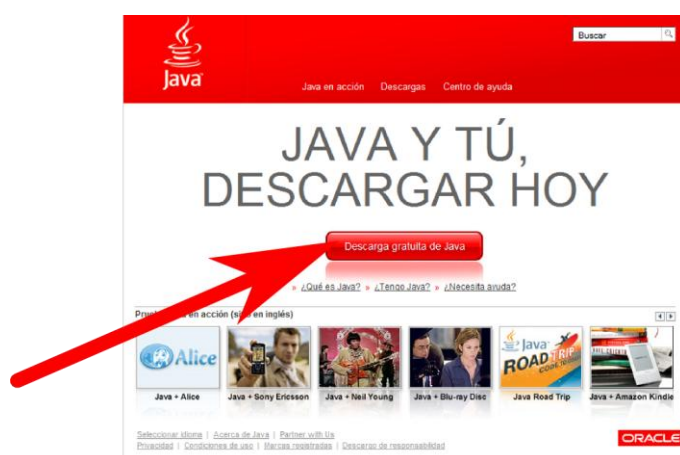 Java
Buscar
Java en acción Descargas Centro de ayuda
JAVA Y TÚ,
DESCARGAR HOY
Descarga gratuita de Java
» ¿Qué es Java? » ¿Tengo Java? » ¿Necesita ayuda?
en acción en inglés)
Alice
Java
ROAD TRIP
Java + Alice Java + Sony Ericsson Java + Neil Young Java + Blu-ray Disc Java Road Trip Java + Amazon Kindle
Seleccionar idioma | Acerca de Java | Partner with Us
Privacidad | Condiciones de uso | Marcas registradas | Descargo de responsabilidad
ORACLE